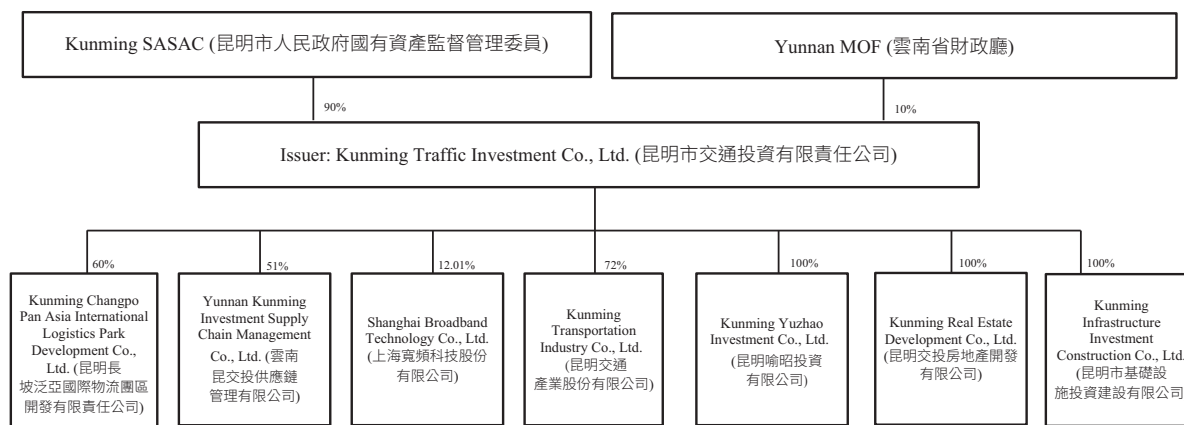 Kunming SASAC (昆明市人民政府國有資產監督管理委員)
Yunnan MOF (雲南省財政廳)
90%
10%
Issuer: Kunming Traffic Investment Co., Ltd. (昆明市交通投資有限責任公司)
60%
Kunming Changpo
Pan Asia International
Logistics Park
Development Co.,
Ltd. (昆明長
坡泛亞國際物流團區
開發有限責任公司)
51%
Yunnan Kunming
Investment Supply
Chain Management
Co., Ltd. (雲南
昆交投供應鏈
管理有限公司)
12.01%
Shanghai Broadband
Technology Co., Ltd.
(上海寬頻科技股份
有限公司)
72%
Kunming
Transportation
Industry Co., Ltd.
(昆明交通
產業股份有限公司)
100%
Kunming Yuzhao
Investment Co., Ltd.
(昆明喻昭投資
有限公司)
100%
Kunming Real Estate
Development Co., Ltd.
(昆明交投房地產開發
有限公司)
100%
Kunming
Infrastructure
Investment
Construction Co., Ltd.
(昆明市基礎設
施投資建設有限公司)